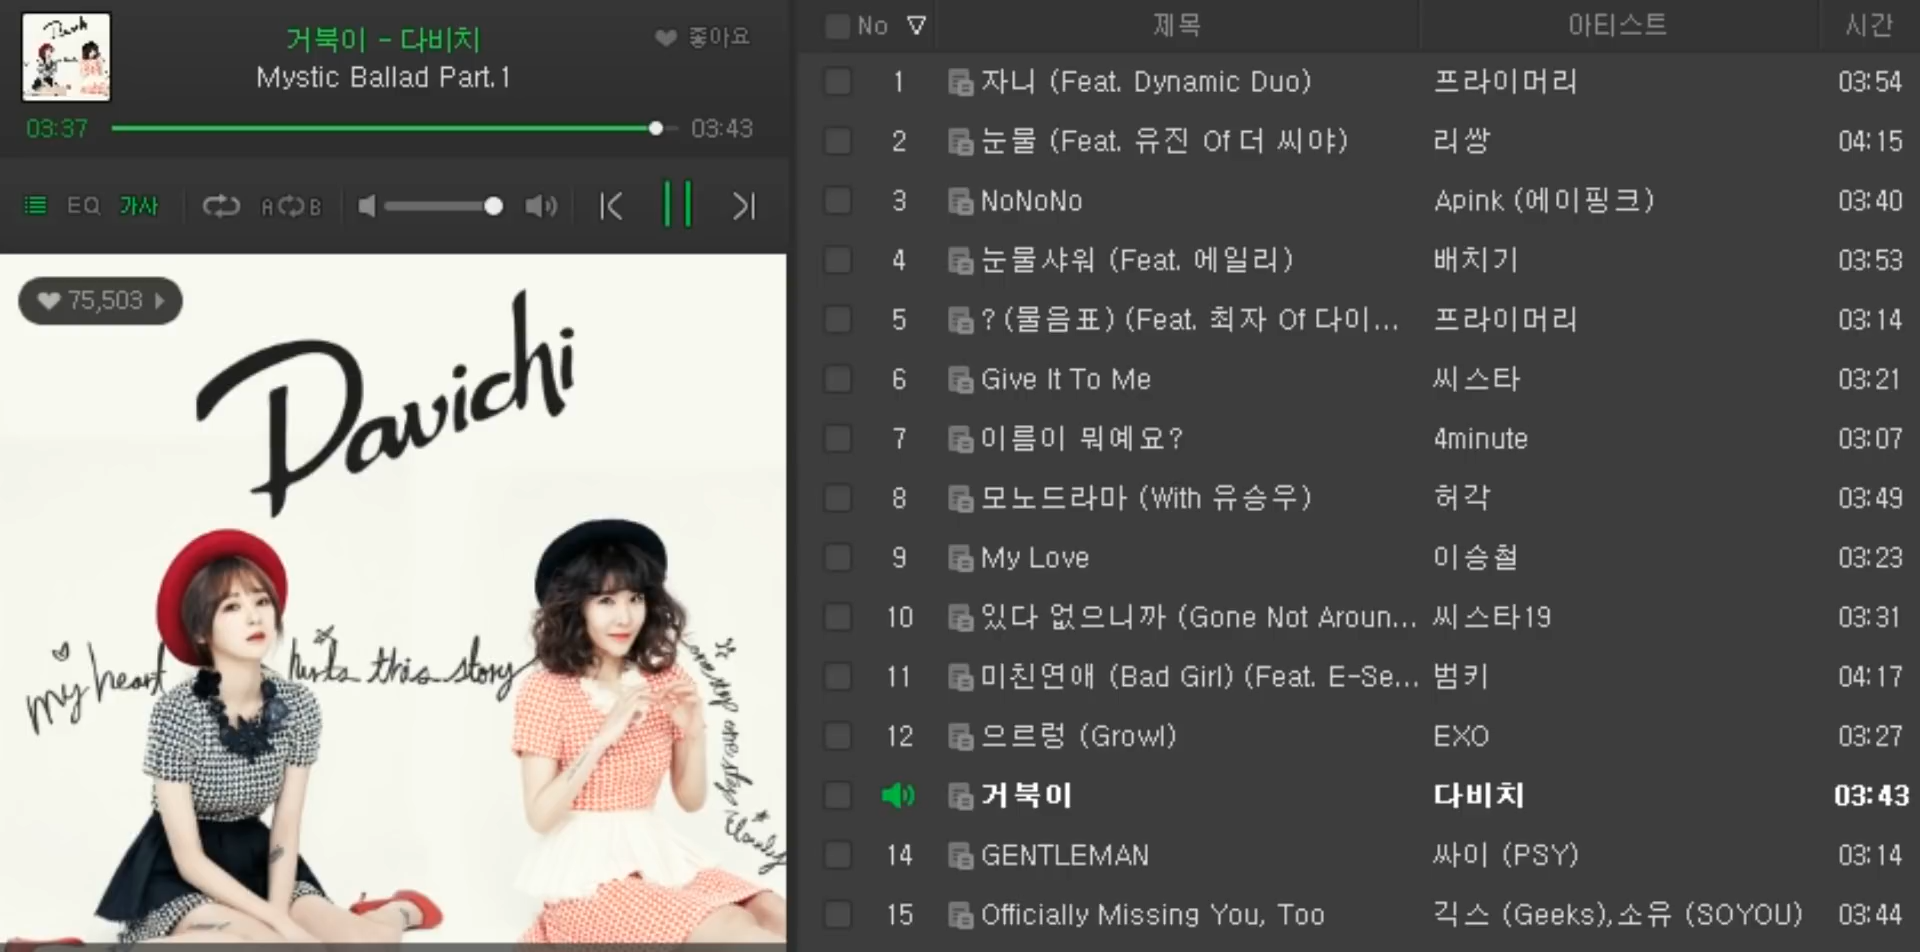 거북이 - 다비치
좋아요
Mystic Ballad Part.1
03:37
03:43
EQ
가사
A
B
75,503
Davichi
my heart
hurts this story
No
제목
아티스트
시간
1 자니 (Feat. Dynamic Duo) 프라이머리 03:54
2 눈물 (Feat. 유진 Of 더 씨야) 리쌍 04:15
3 NoNoNo Apink (에이핑크) 03:40
4 눈물샤워 (Feat. 에일리) 배치기 03:53
5 ? (물음표) (Feat. 최자 Of 다이... 프라이머리 03:14
6 Give It To Me 씨스타 03:21
7 이름이 뭐예요? 4minute 03:07
8 모노드라마 (With 유승우) 허각 03:49
9 My Love 이승철 03:23
10 있다 없으니까 (Gone Not Aroun... 씨스타19 03:31
11 미친연애 (Bad Girl) (Feat. E-Se... 범키 04:17
12 으르렁 (Growl) EXO 03:27
거북이 다비치 03:43
14 GENTLEMAN 싸이 (PSY) 03:14
15 Officially Missing You, Too 긱스 (Geeks),소유 (SOYOU) 03:44